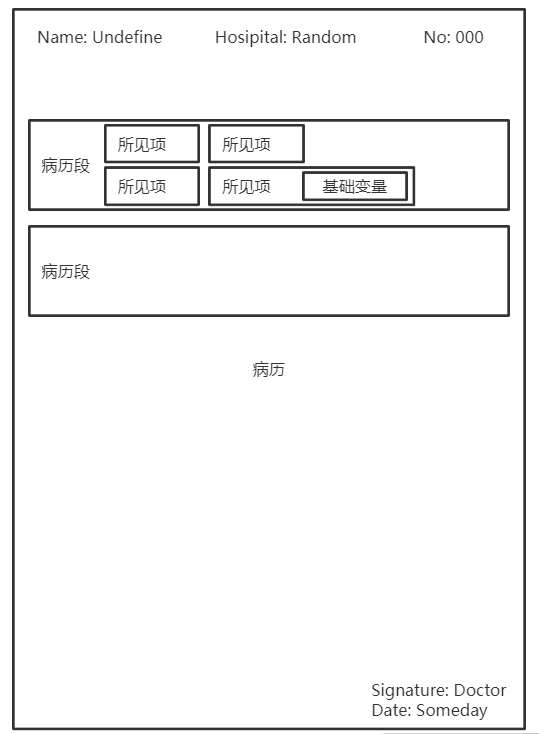 Name: Undefine Hosipital: Random No: 000
所见项 所见项
病历段
所见项 所见项 基础变量
病历段
病历
Signature: Doctor
Date: Someday